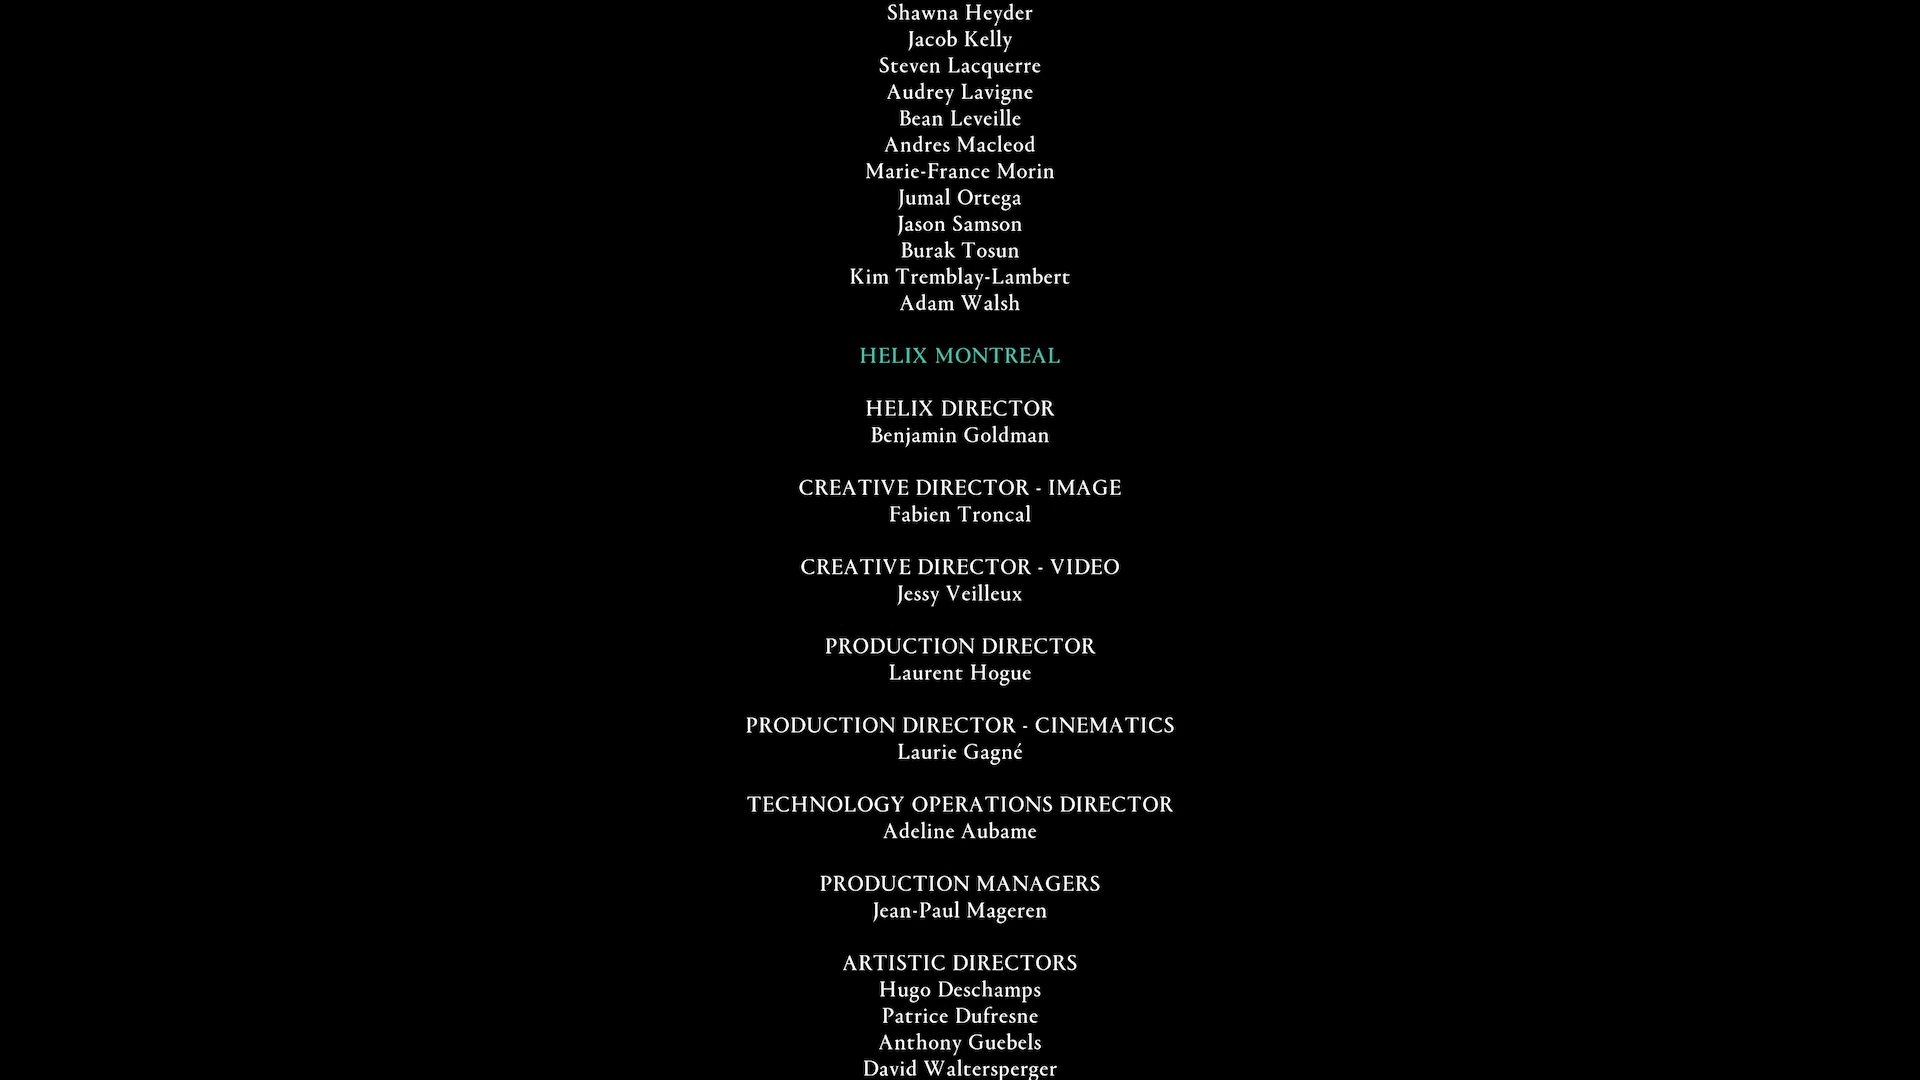 Shawna Heyder
Jacob Kelly
Steven Lacquerre
Audrey Lavigne
Bean Leveille
Andres Macleod
Marie-France Morin
Jumal Ortega
Jason Samson
Burak Tosun
Kim Tremblay-Lambert
Adam Walsh
HELIX MONTREAL
HELIX DIRECTOR
Benjamin Goldman
CREATIVE DIRECTOR - IMAGE
Fabien Troncal
CREATIVE DIRECTOR - VIDEO
Jessy Veilleux
PRODUCTION DIRECTOR
Laurent Hogue
PRODUCTION DIRECTOR - CINEMATICS
Laurie Gagné
TECHNOLOGY OPERATIONS DIRECTOR
Adeline Aubame
PRODUCTION MANAGERS
Jean-Paul Mageren
ARTISTIC DIRECTORS
Hugo Deschamps
Patrice Dufresne
Anthony Guebels
David Waltersperger